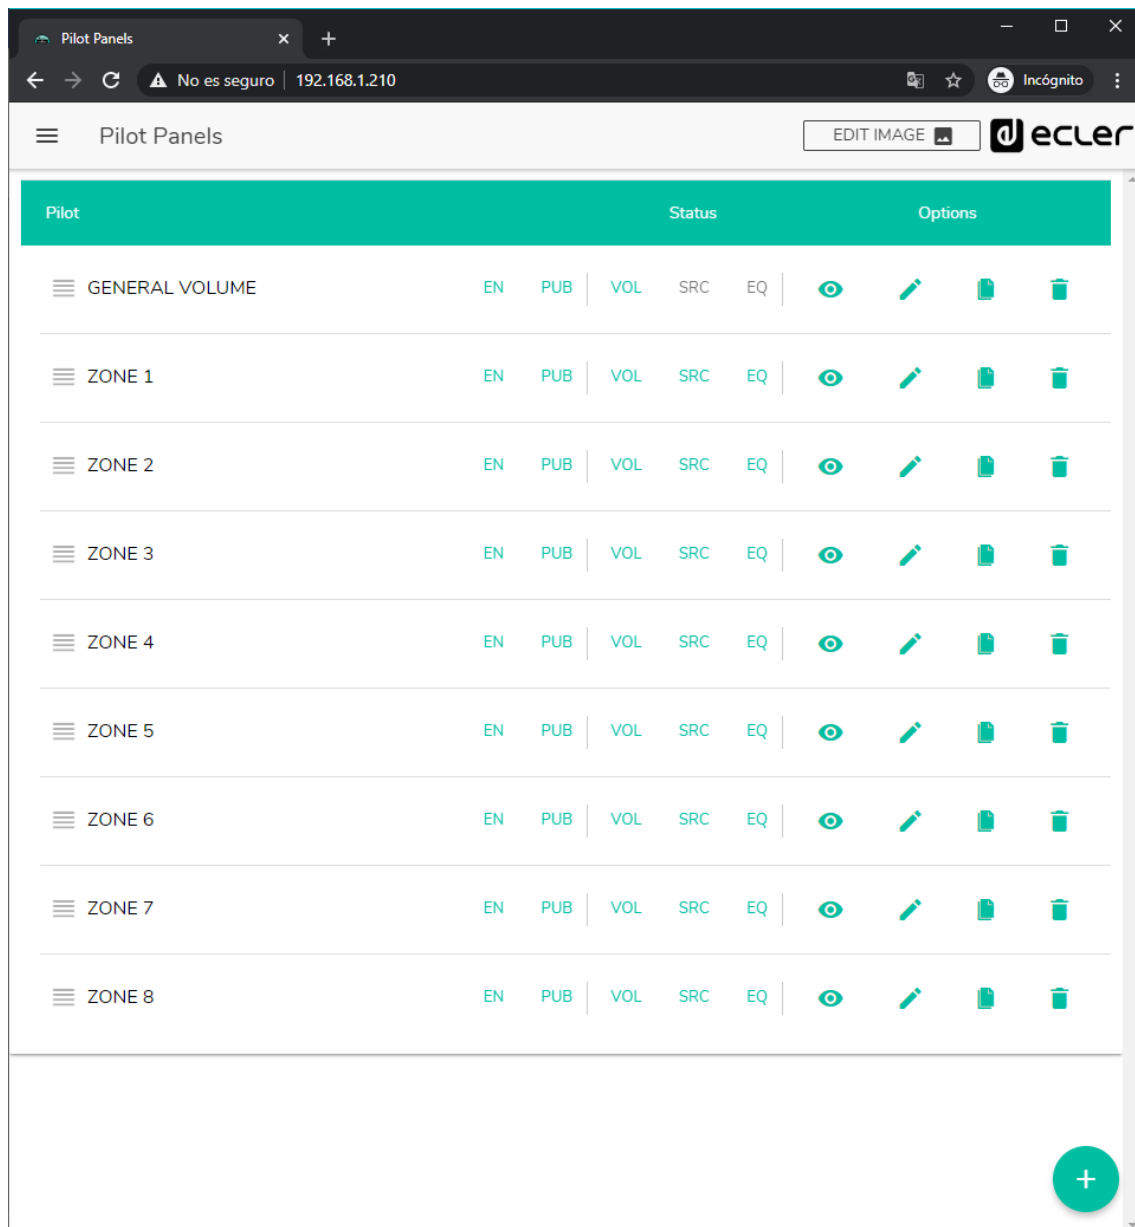 Pilot Panels
No es seguro 192.168.1.210 Incógnito
Pilot Panels EDIT IMAGE ecler
Pilot Status Options
GENERAL VOLUME EN PUB VOL SRC EQ
ZONE 1 EN PUB VOL SRC EQ
ZONE 2 EN PUB VOL SRC EQ
ZONE 3 EN PUB VOL SRC EQ
ZONE 4 EN PUB VOL SRC EQ
ZONE 5 EN PUB VOL SRC EQ
ZONE 6 EN PUB VOL SRC EQ
ZONE 7 EN PUB VOL SRC EQ
ZONE 8 EN PUB VOL SRC EQ